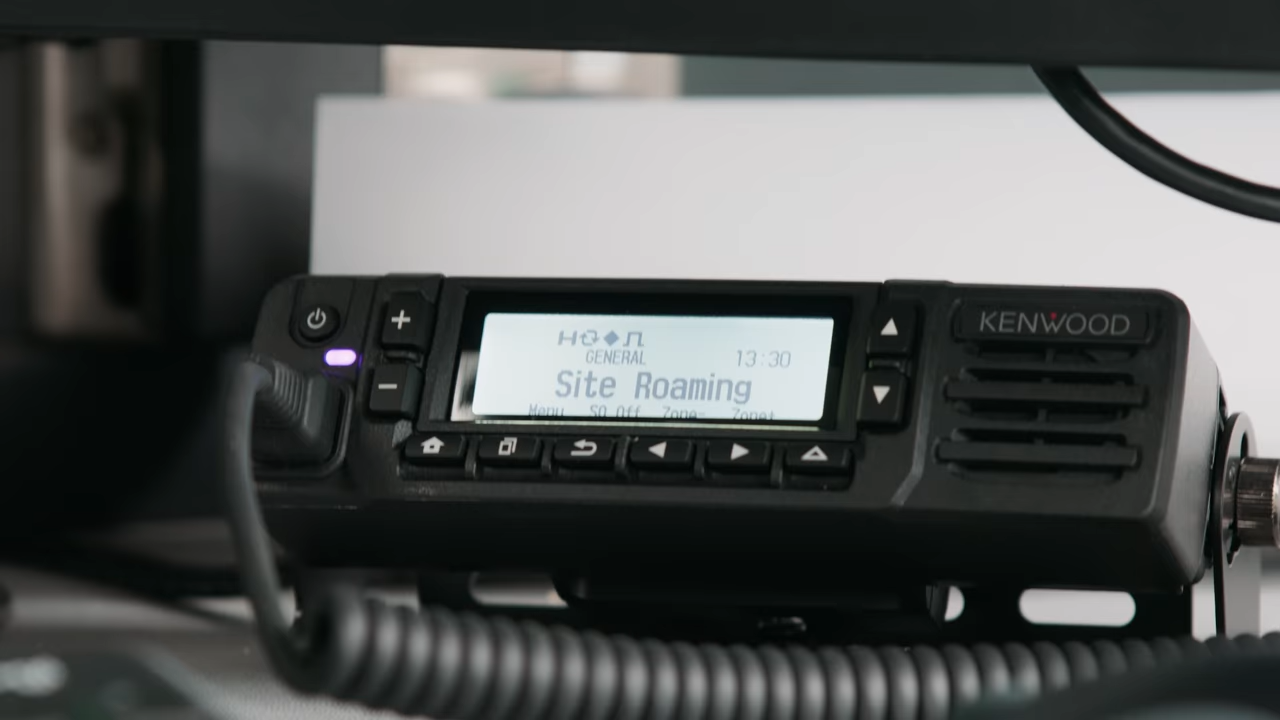 KENWOOD
H
GENERAL 13:30
Site Roaming
Menu SQ Off Zone- Zone+